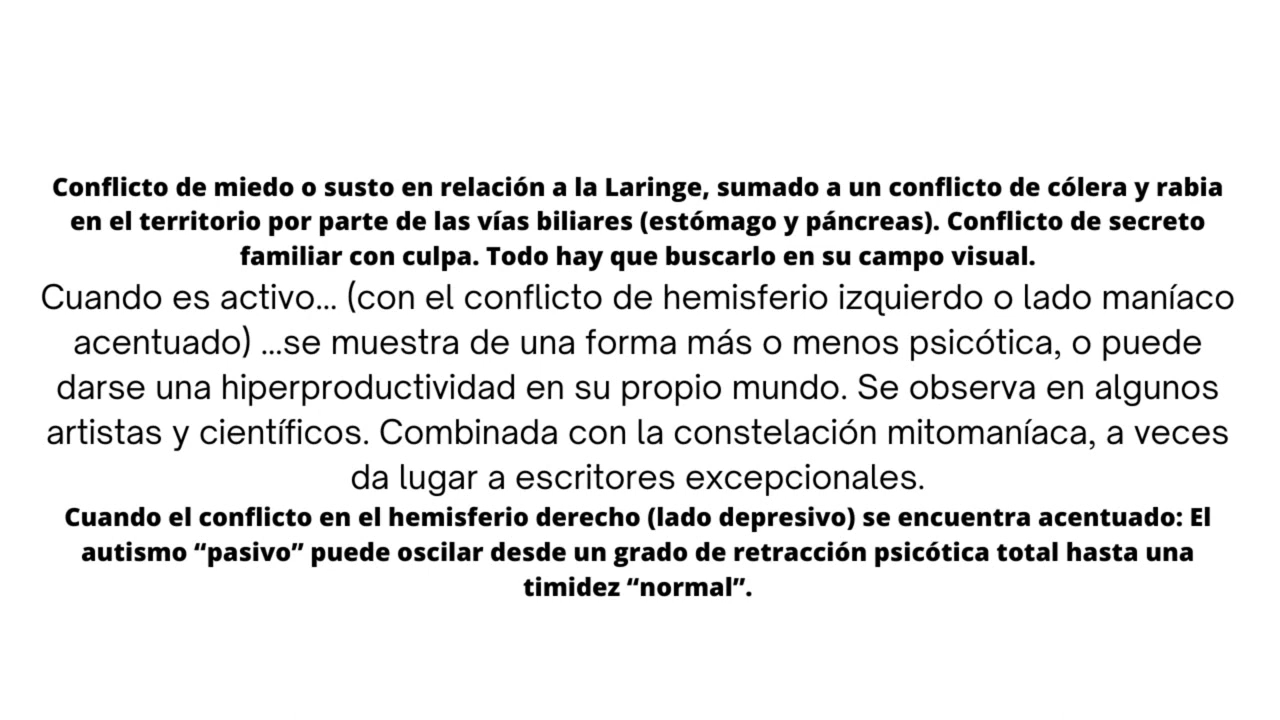 Conflicto de miedo o susto en relación a la Laringe, sumado a un conflicto de cólera y rabia
en el territorio por parte de las vías biliares (estómago y páncreas). Conflicto de secreto
familiar con culpa. Todo hay que buscarlo en su campo visual.
Cuando es activo... (con el conflicto de hemisferio izquierdo o lado maníaco
acentuado) ...se muestra de una forma más o menos psicótica, o puede
darse una hiperproductividad en su propio mundo. Se observa en algunos
artistas y científicos. Combinada con la constelación mitomaníaca, a veces
da lugar a escritores excepcionales.
Cuando el conflicto en el hemisferio derecho (lado depresivo) se encuentra acentuado: El
autismo “pasivo” puede oscilar desde un grado de retracción psicótica total hasta una
timidez “normal”.